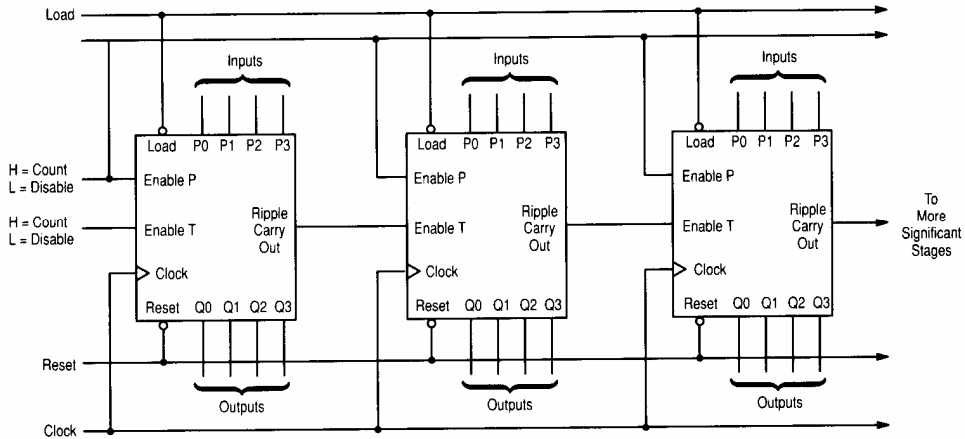 Load
Inputs
Inputs
Inputs
Load P0 P1 P2 P3
Load P0 P1 P2 P3
Load P0 P1 P2 P3
H = Count
L = Disable
Enable P
Enable P
Enable P
H = Count
L = Disable
Enable T
Ripple
Carry
Out
Enable T
Ripple
Carry
Out
Enable T
Ripple
Carry
Out
To
More
Significant
Stages
Clock
Clock
Clock
Reset Q0 Q1 Q2 Q3
Reset Q0 Q1 Q2 Q3
Reset Q0 Q1 Q2 Q3
Reset
Outputs
Outputs
Outputs
Clock